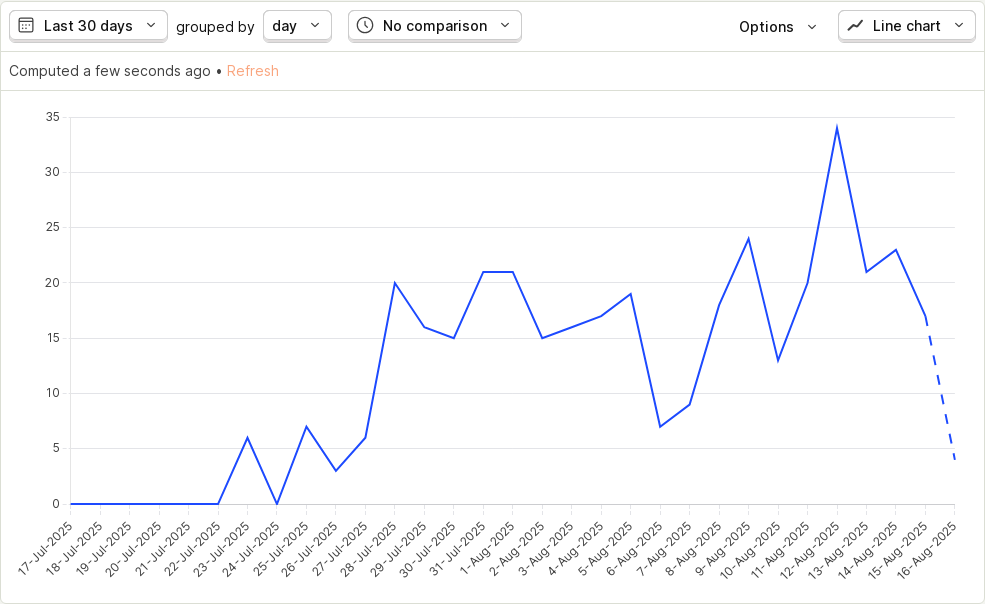 Last 30 days grouped by day No comparison Options Line chart
Computed a few seconds ago • Refresh
35
30
25
20
15
10
5
0
17-Jul-2025
18-Jul-2025
19-Jul-2025
20-Jul-2025
21-Jul-2025
22-Jul-2025
23-Jul-2025
24-Jul-2025
25-Jul-2025
26-Jul-2025
27-Jul-2025
28-Jul-2025
29-Jul-2025
30-Jul-2025
31-Jul-2025
1-Aug-2025
2-Aug-2025
3-Aug-2025
4-Aug-2025
5-Aug-2025
6-Aug-2025
7-Aug-2025
8-Aug-2025
9-Aug-2025
10-Aug-2025
11-Aug-2025
12-Aug-2025
13-Aug-2025
14-Aug-2025
15-Aug-2025
16-Aug-2025